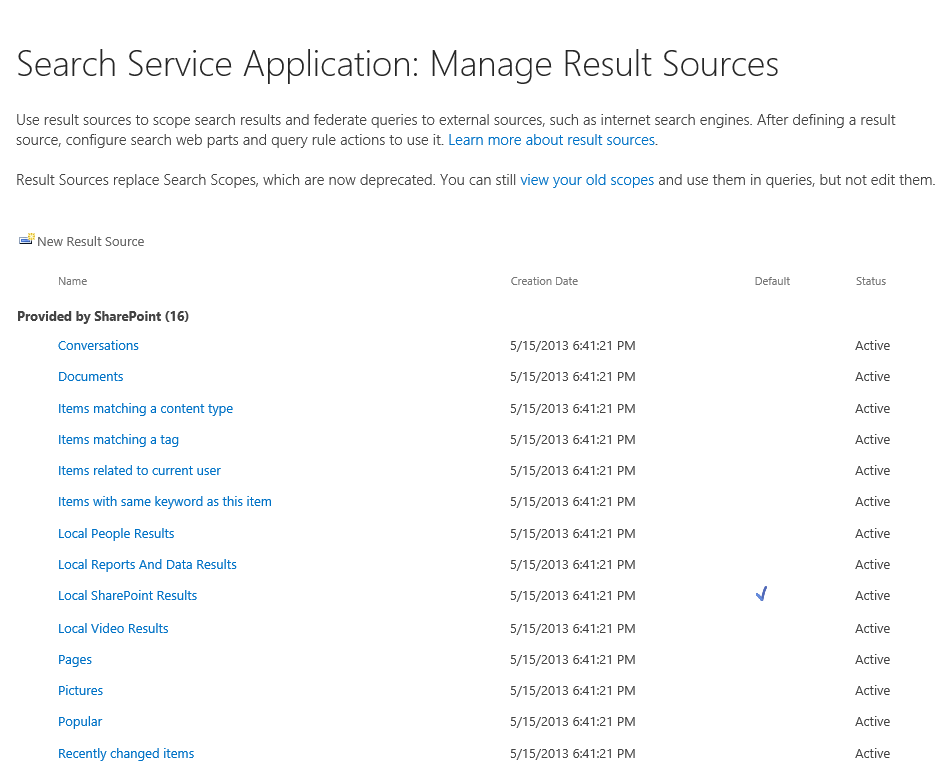 Search Service Application: Manage Result Sources
Use result sources to scope search results and federate queries to external sources, such as internet search engines. After defining a result
source, configure search web parts and query rule actions to use it. Learn more about result sources.
Result Sources replace Search Scopes, which are now deprecated. You can still view your old scopes and use them in queries, but not edit them.
New Result Source
Name Creation Date Default Status
Provided by SharePoint (16)
Conversations 5/15/2013 6:41:21 PM Active
Documents 5/15/2013 6:41:21 PM Active
Items matching a content type 5/15/2013 6:41:21 PM Active
Items matching a tag 5/15/2013 6:41:21 PM Active
Items related to current user 5/15/2013 6:41:21 PM Active
Items with same keyword as this item 5/15/2013 6:41:21 PM Active
Local People Results 5/15/2013 6:41:21 PM Active
Local Reports And Data Results 5/15/2013 6:41:21 PM Active
Local SharePoint Results 5/15/2013 6:41:21 PM Active
Local Video Results 5/15/2013 6:41:21 PM Active
Pages 5/15/2013 6:41:21 PM Active
Pictures 5/15/2013 6:41:21 PM Active
Popular 5/15/2013 6:41:21 PM Active
Recently changed items 5/15/2013 6:41:21 PM Active